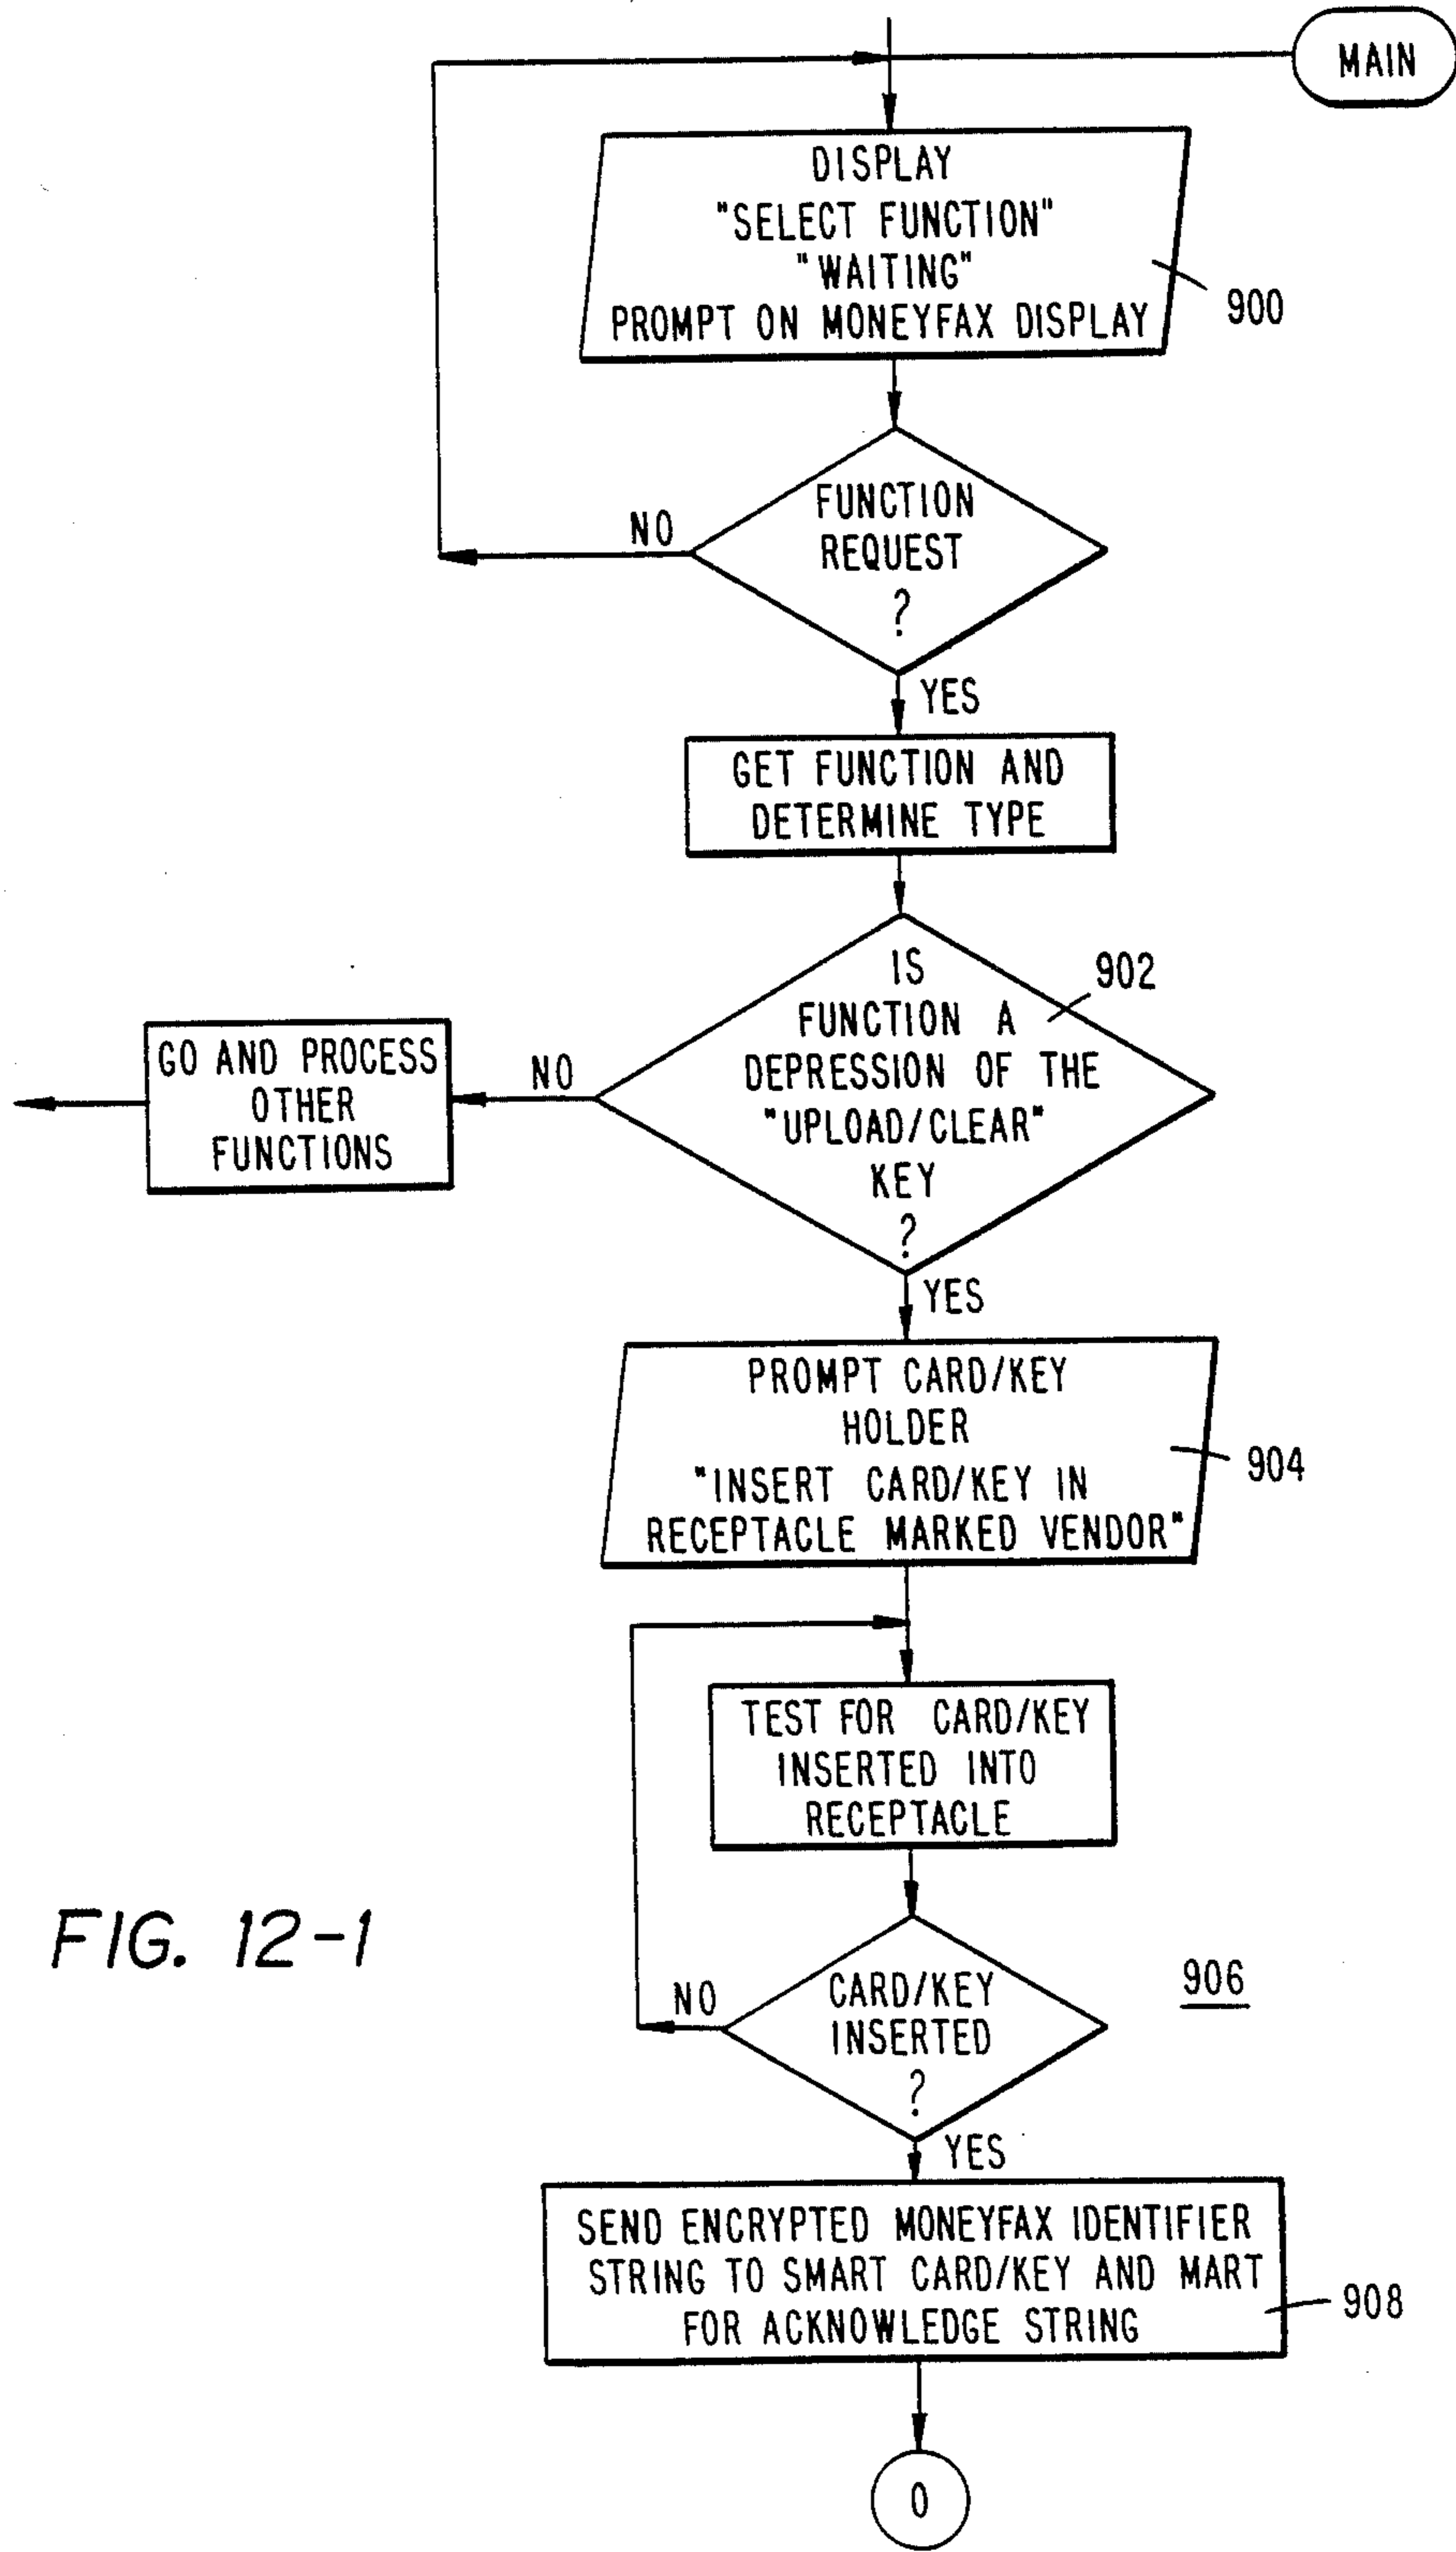 MAIN
DISPLAY
"SELECT FUNCTION"
"WAITING"
PROMPT ON MONEYFAX DISPLAY
900
FUNCTION
REQUEST
?
NO
YES
GET FUNCTION AND
DETERMINE TYPE
IS
FUNCTION A
DEPRESSION OF THE
"UPLOAD/CLEAR"
KEY
?
902
NO
GO AND PROCESS
OTHER
FUNCTIONS
YES
PROMPT CARD/KEY
HOLDER
"INSERT CARD/KEY IN
RECEPTACLE MARKED VENDOR"
904
TEST FOR CARD/KEY
INSERTED INTO
RECEPTACLE
FIG. 12-1
CARD/KEY
INSERTED
?
NO
906
YES
SEND ENCRYPTED MONEYFAX IDENTIFIER
STRING TO SMART CARD/KEY AND MART
FOR ACKNOWLEDGE STRING
908
O